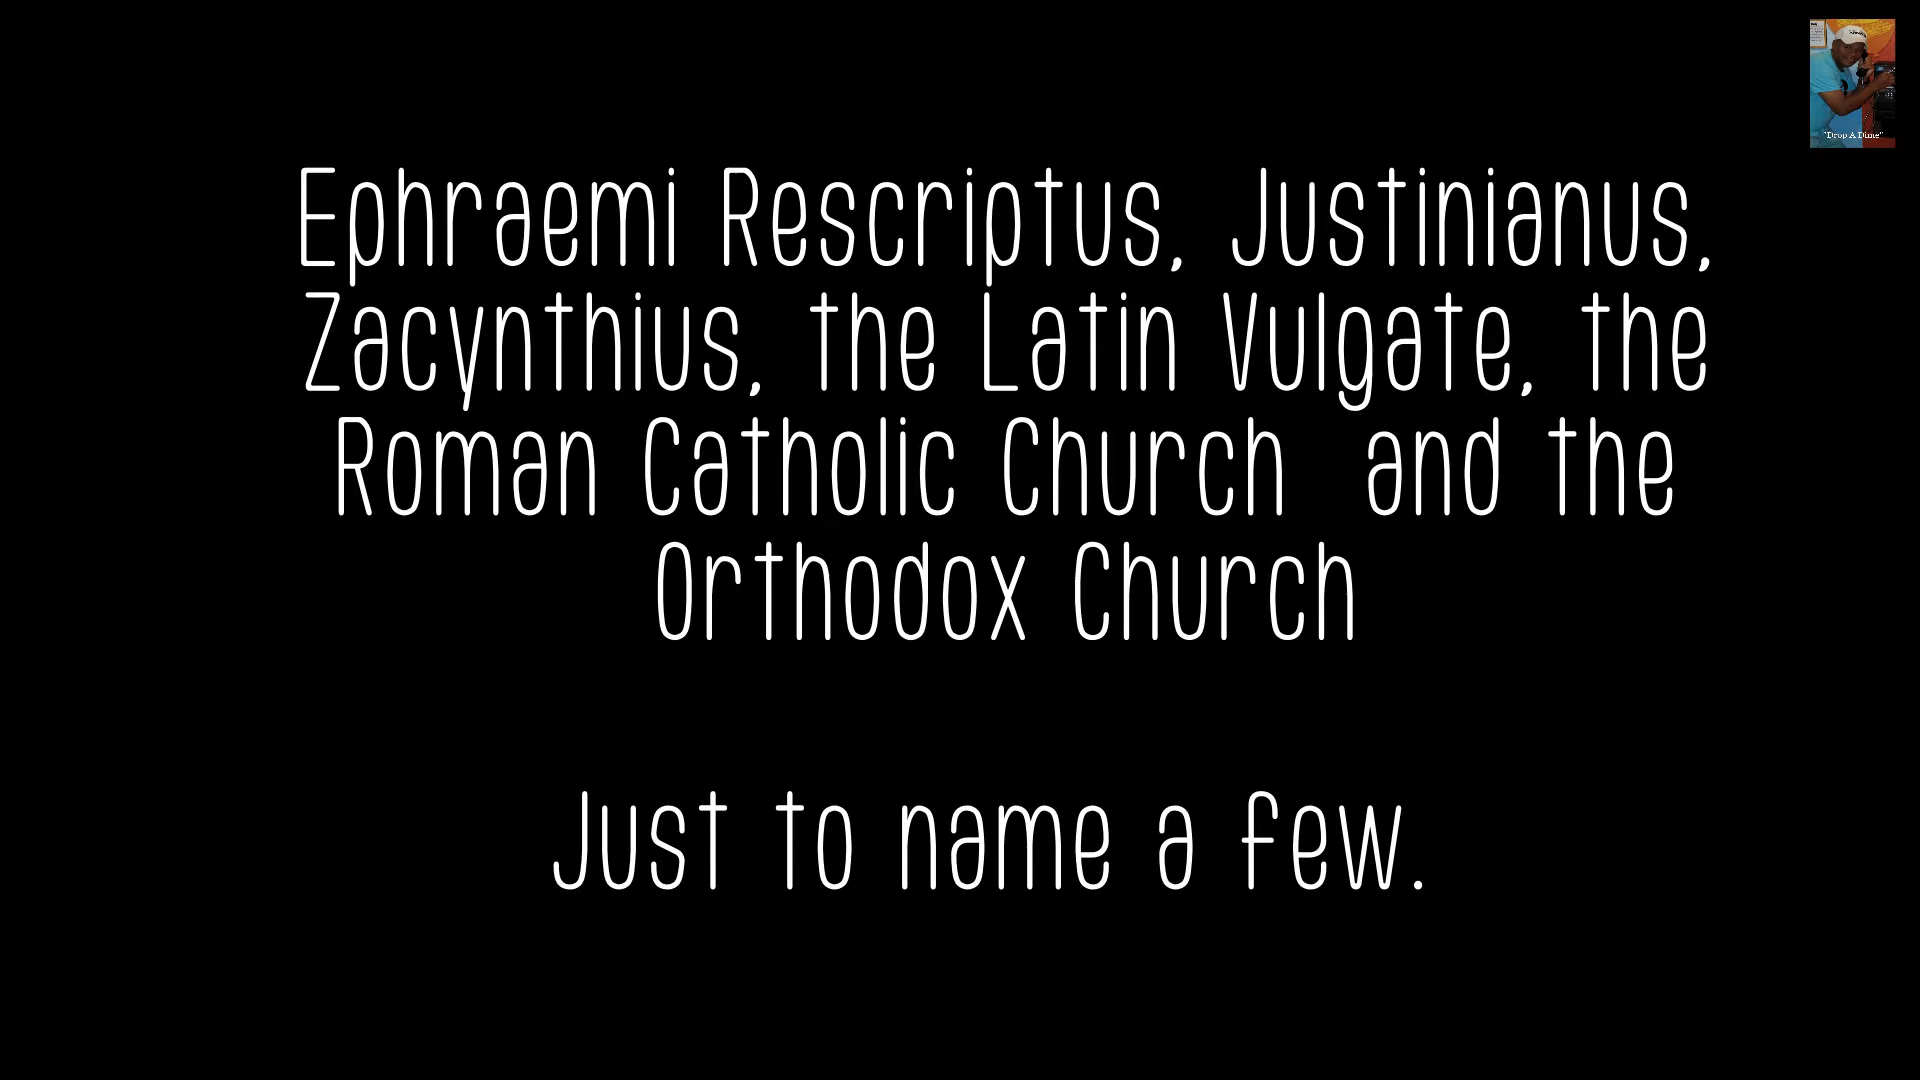 Ephraemi Rescriptus, Justinianus,
Zacynthius, the Latin Vulgate, the
Roman Catholic Church and the
Orthodox Church
Just to name a few.
"Drop A Dime"